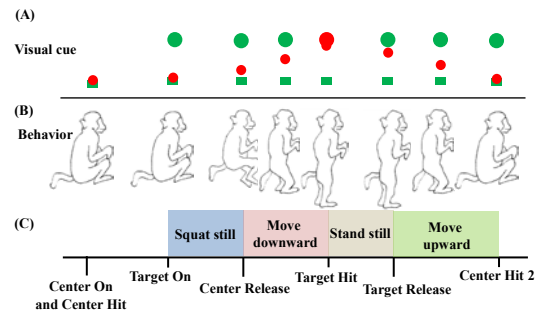 (A)
Visual cue
(B)
Behavior
(C)
Squat still
Move
downward
Stand still
Move
upward
Center On
and Center Hit
Target On
Center Release
Target Hit
Target Release
Center Hit 2